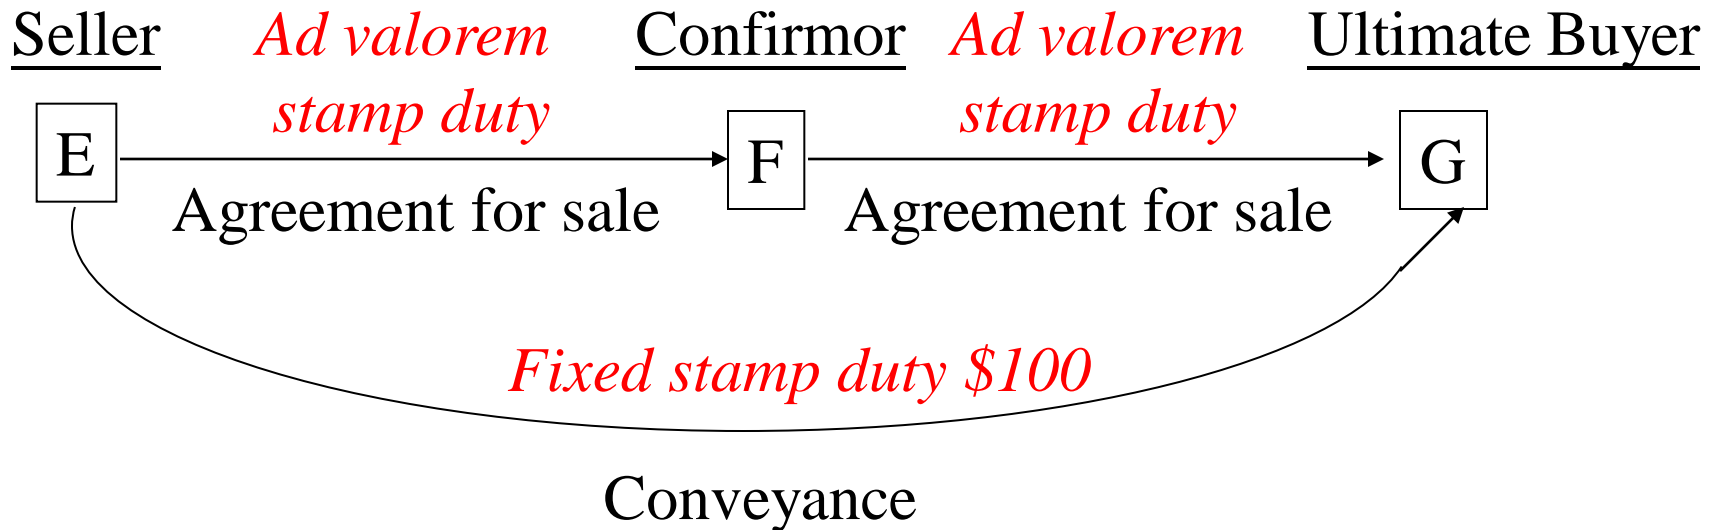 Seller Ad valorem Confirmor Ad valorem Ultimate Buyer
stamp duty stamp duty
E F G
Agreement for sale Agreement for sale
Fixed stamp duty $100
Conveyance